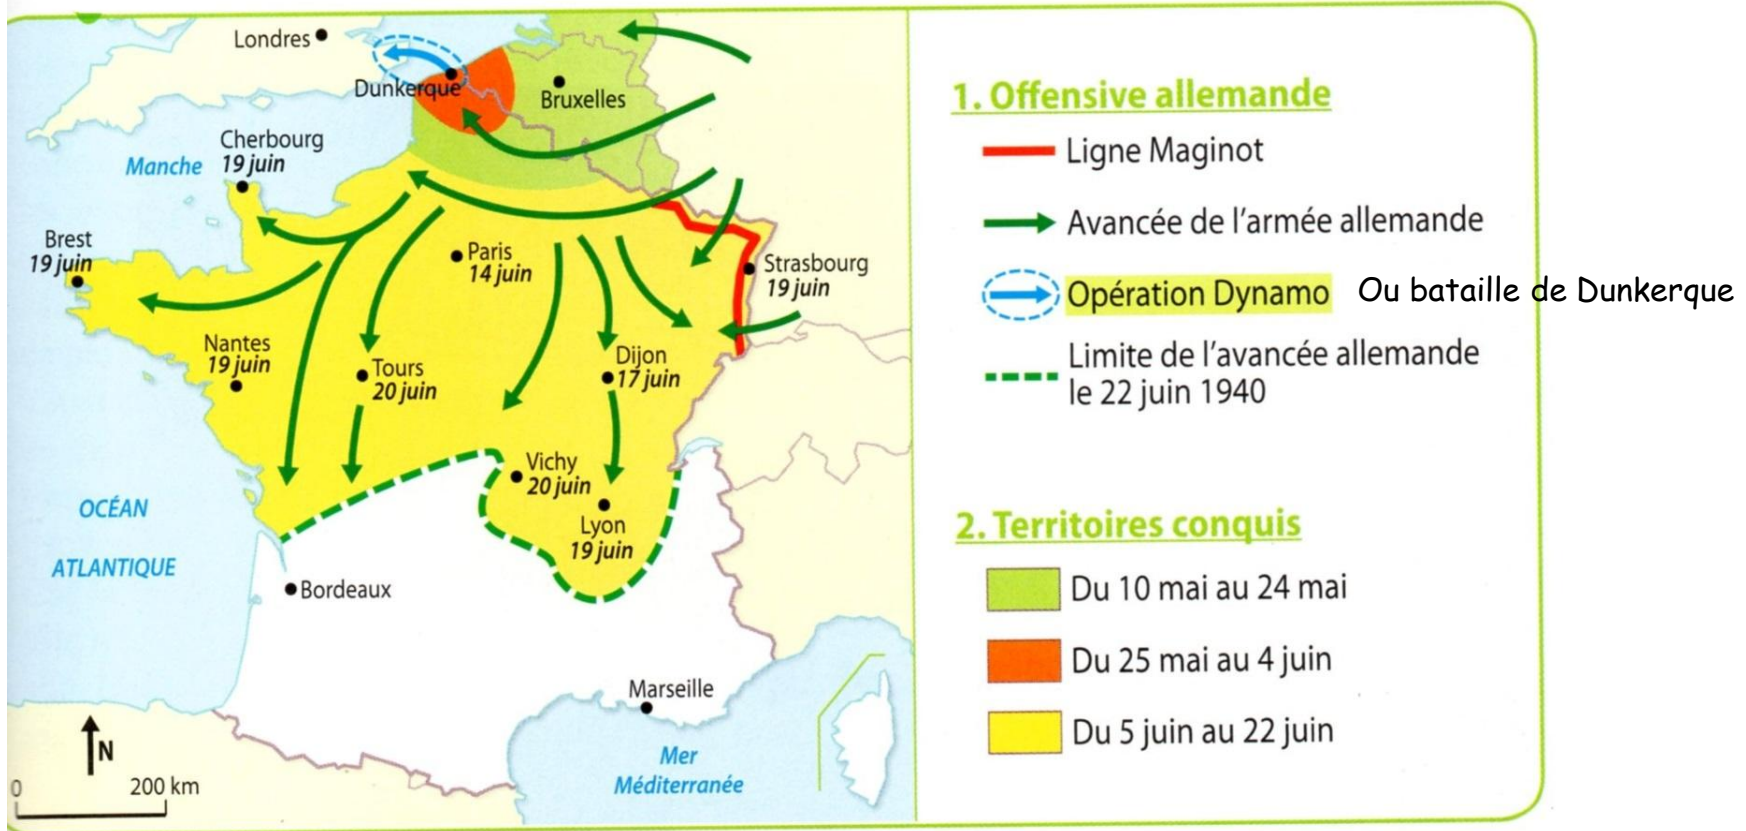 Londres
Dunkerque
Bruxelles
Cherbourg
19 juin
Manche
Brest
19 juin
Paris
14 juin
Strasbourg
19 juin
Nantes
19 juin
Tours
20 juin
Dijon
17 juin
Vichy
20 juin
Lyon
19 juin
OCÉAN
ATLANTIQUE
Bordeaux
Marseille
Mer
Méditerranée
N
0
200 km
1. Offensive allemande
Ligne Maginot
Avancée de l'armée allemande
Opération Dynamo Ou bataille de Dunkerque
Limite de l'avancée allemande
le 22 juin 1940
2. Territoires conquis
Du 10 mai au 24 mai
Du 25 mai au 4 juin
Du 5 juin au 22 juin